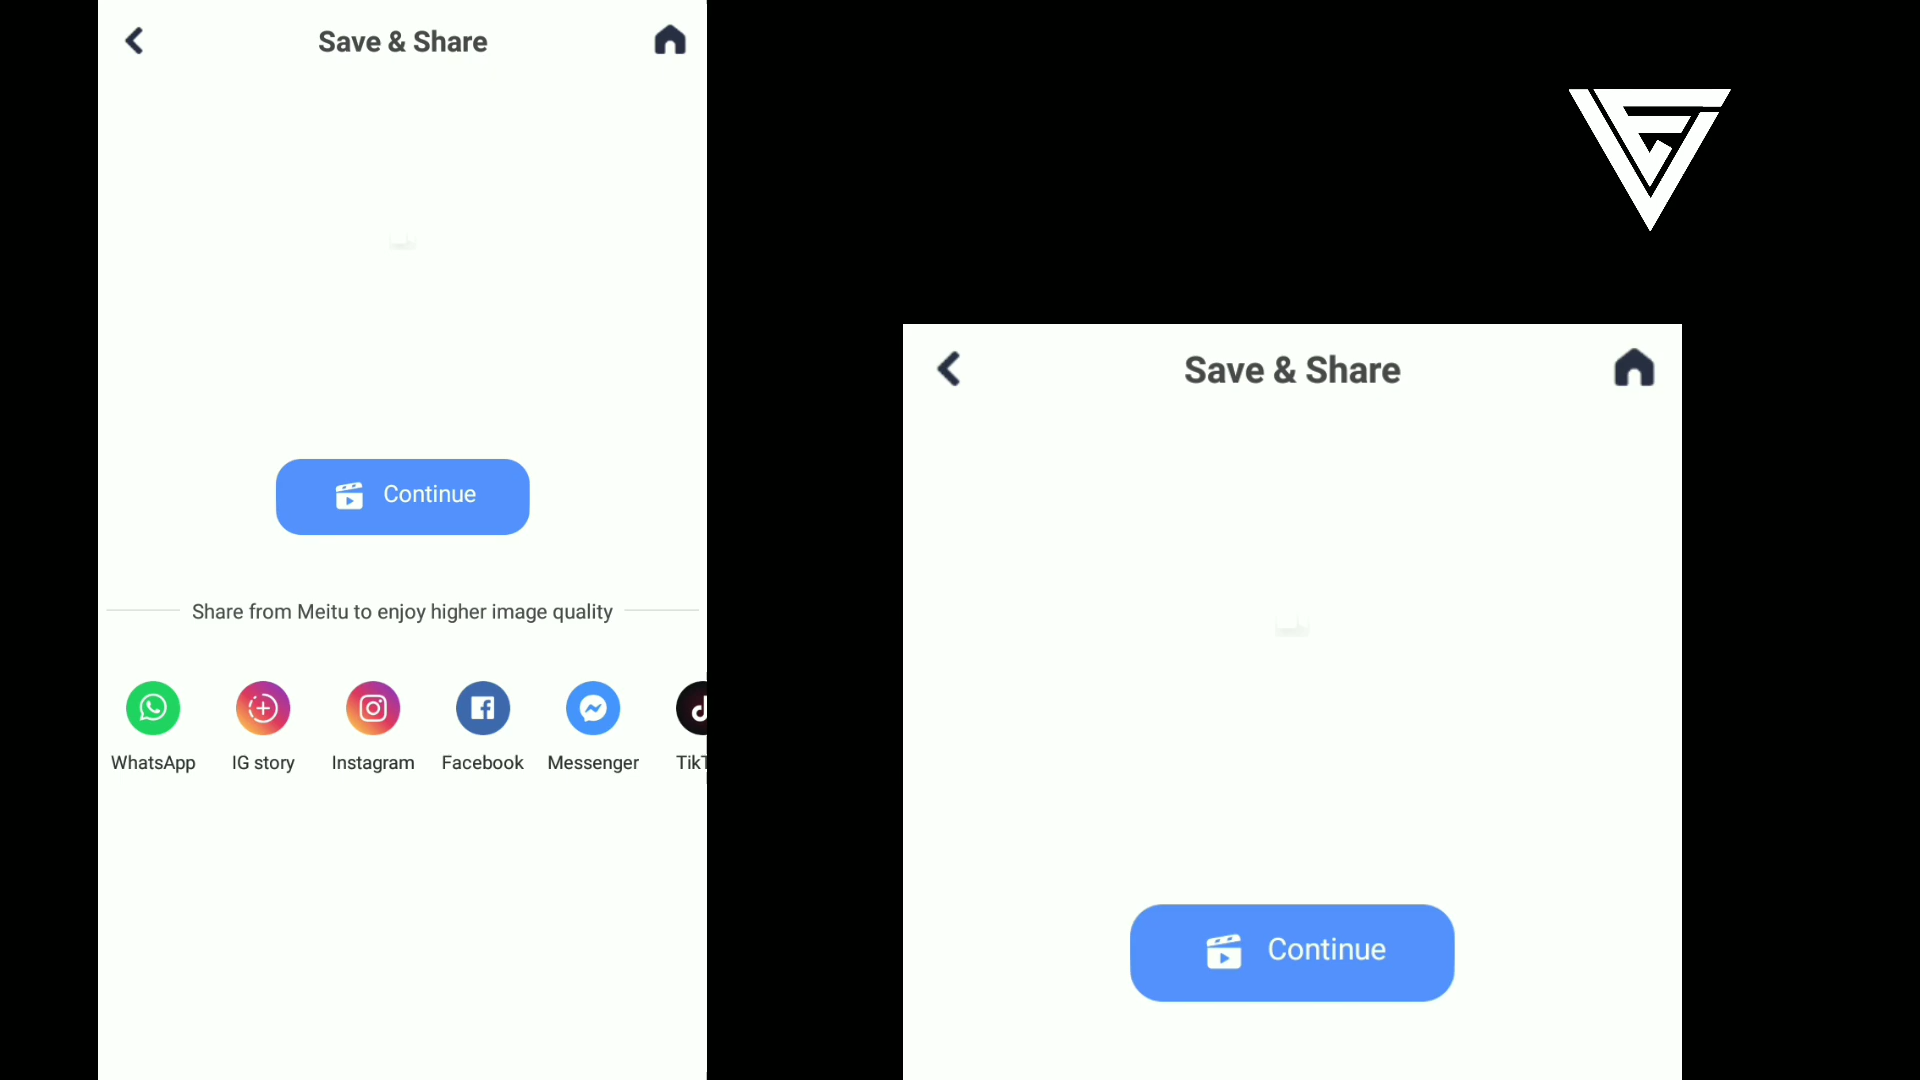 Save & Share
Continue
Share from Meitu to enjoy higher image quality
WhatsApp IG story Instagram Facebook Messenger TikT
Save & Share
Continue